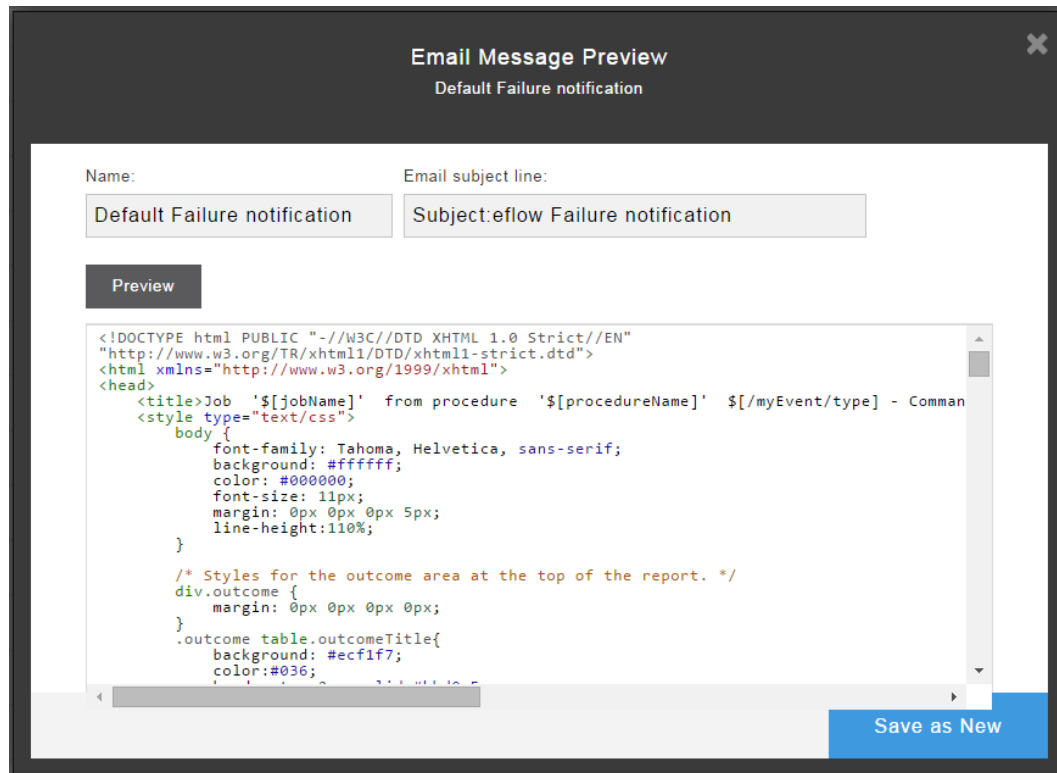 Email Message Preview
Default Failure notification
Name:
Email subject line:
Default Failure notification
Subject:eflow Failure notification
Preview
<!DOCTYPE html PUBLIC "-//W3C//DTD XHTML 1.0 Strict//EN"
"http://www.w3.org/TR/xhtml1/DTD/xhtml1-strict.dtd">
<html xmlns="http://www.w3.org/1999/xhtml">
<head>
<title>Job '$[jobName]' from procedure '$[procedureName]' $[/myEvent/type] - Comman
<style type="text/css">
body {
font-family: Tahoma, Helvetica, sans-serif;
background: #ffffff;
color: #000000;
font-size: 11px;
margin: 0px 0px 0px 5px;
line-height:110%;
}
/* Styles for the outcome area at the top of the report. */
div.outcome {
margin: 0px 0px 0px 0px;
}
.outcome table.outcomeTitle{
background: #ecf1f7;
color:#036;
Save as New